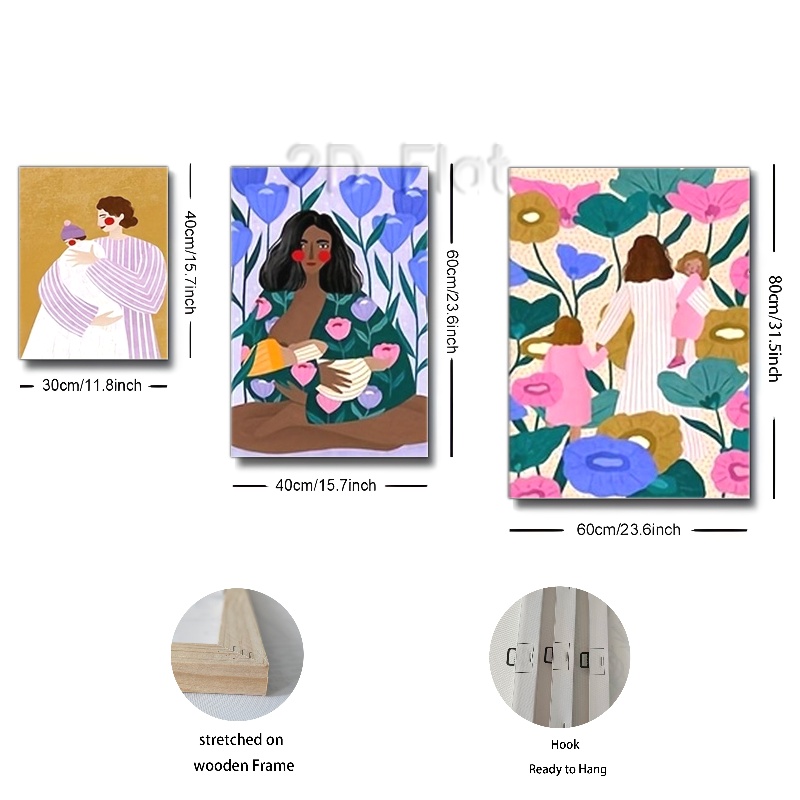 2D Flat
40cm/15.7inch
30cm/11.8inch
60cm/23.6inch
40cm/15.7inch
80cm/31.5inch
60cm/23.6inch
stretched on
wooden Frame
Hook
Ready to Hang